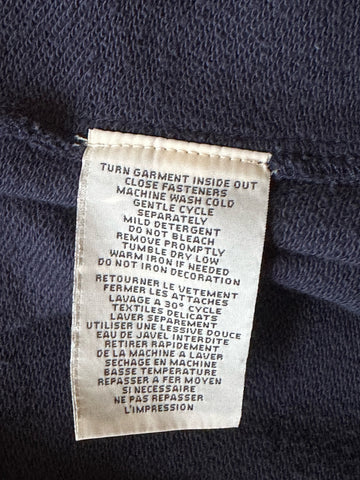 TURN GARMENT INSIDE OUT
CLOSE FASTENERS
MACHINE WASH COLD
GENTLE CYCLE
SEPARATELY
MILD DETERGENT
DO NOT BLEACH
REMOVE PROMPTLY
TUMBLE DRY LOW
WARM IRON IF NEEDED
DO NOT IRON DECORATION
RETOURNER LE VETEMENT
FERMER LES ATTACHES
LAVAGE A 30° CYCLE
TEXTILES DELICATS
LAVER SEPAREMENT
UTILISER UNE LESSIVE DOUCE
EAU DE JAVEL INTERDITE
RETIRER RAPIDEMENT
DE LA MACHINE A LAVER
SECHAGE EN MACHINE
BASSE TEMPERATURE
REPASSER A FER MOYEN
SI NECESSAIRE
NE PAS REPASSER
L'IMPRESSION